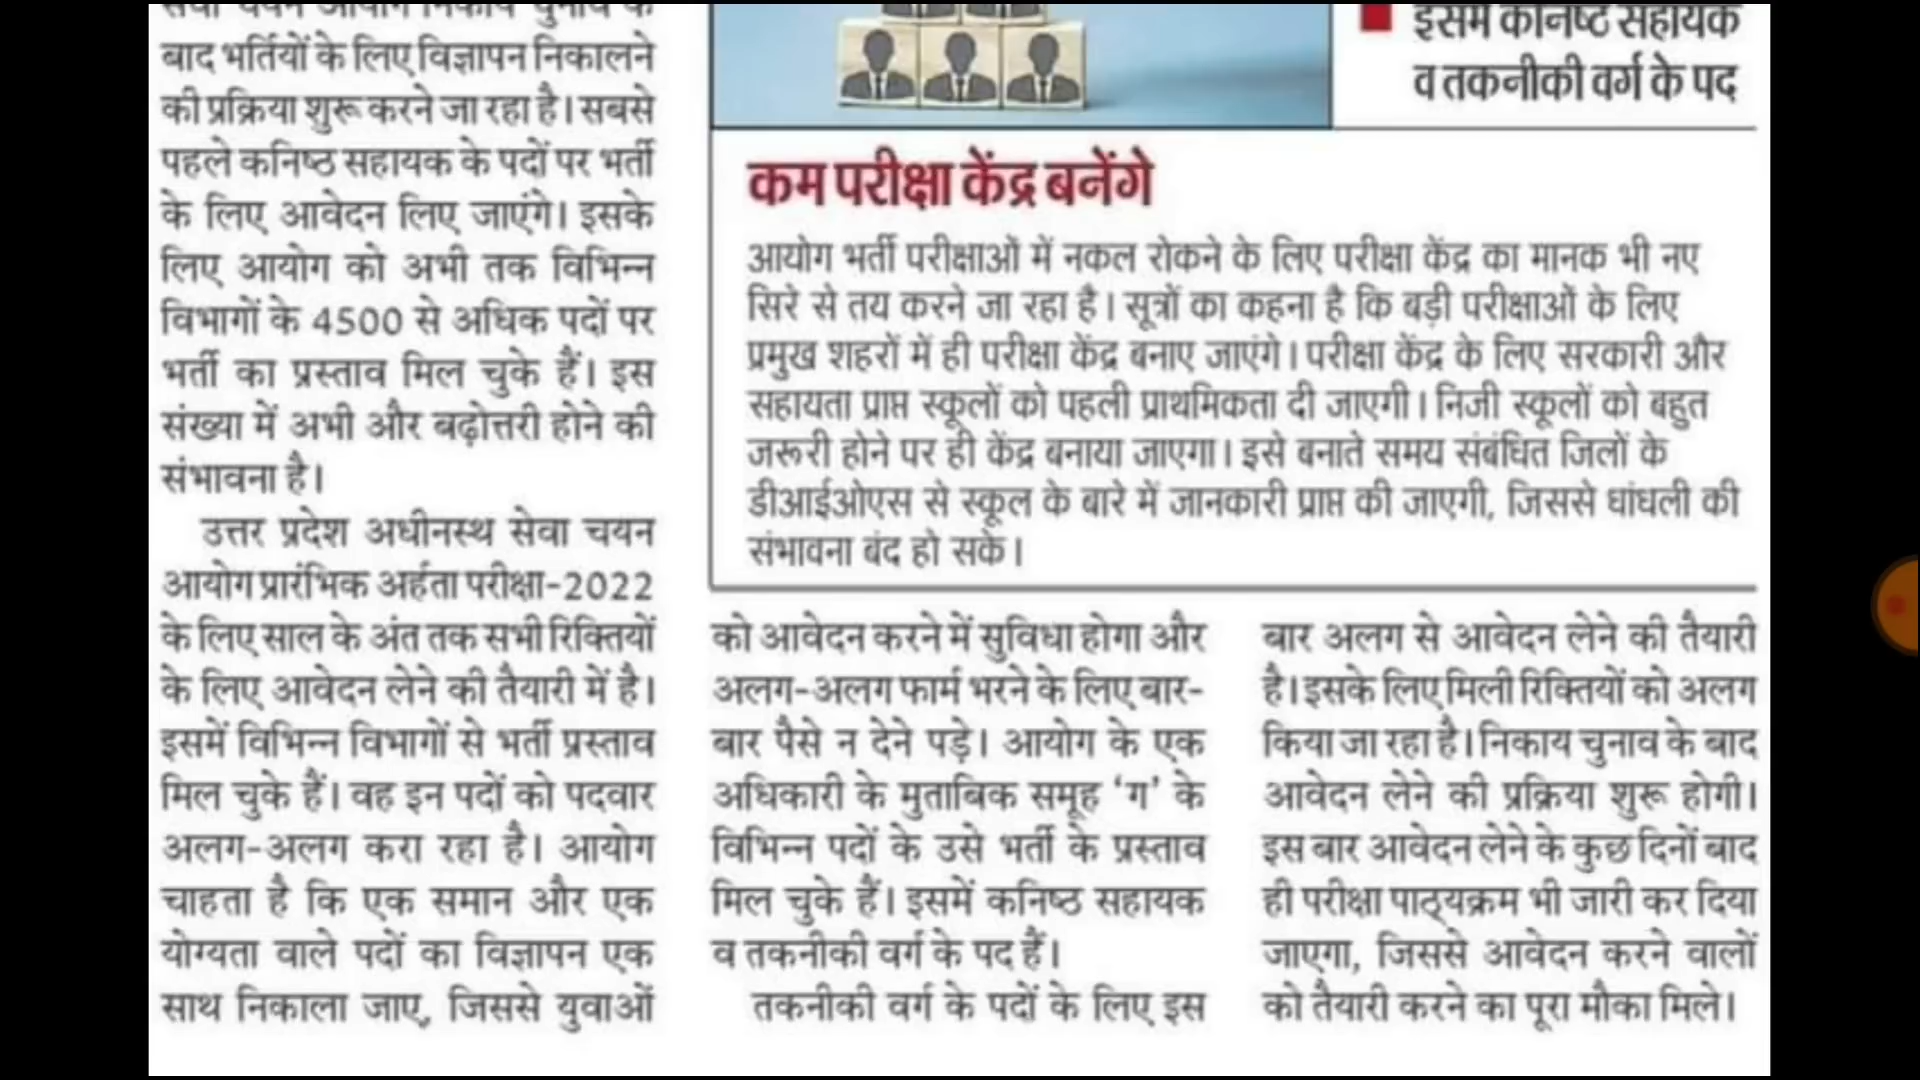 सेवा चयन आयोग निकाय चुनाव के
बाद भर्तियों के लिए विज्ञापन निकालने
की प्रक्रिया शुरू करने जा रहा है। सबसे
पहले कनिष्ठ सहायक के पदों पर भर्ती
के लिए आवेदन लिए जाएंगे। इसके
लिए आयोग को अभी तक विभिन्न
विभागों के 4500 से अधिक पदों पर
भर्ती का प्रस्ताव मिल चुके हैं। इस
संख्या में अभी और बढ़ोत्तरी होने की
संभावना है।
उत्तर प्रदेश अधीनस्थ सेवा चयन
आयोग प्रारंभिक अर्हता परीक्षा-2022
के लिए साल के अंत तक सभी रिक्तियों
के लिए आवेदन लेने की तैयारी में है।
इसमें विभिन्न विभागों से भर्ती प्रस्ताव
मिल चुके हैं। वह इन पदों को पदवार
अलग-अलग करा रहा है। आयोग
चाहता है कि एक समान और एक
योग्यता वाले पदों का विज्ञापन एक
साथ निकाला जाए, जिससे युवाओं
इसमें कनिष्ट सहायक
व तकनीकी वर्ग के पद
कम परीक्षा केंद्र बनेंगे
आयोग भर्ती परीक्षाओं में नकल रोकने के लिए परीक्षा केंद्र का मानक भी नए
सिरे से तय करने जा रहा है। सूत्रों का कहना है कि बड़ी परीक्षाओं के लिए
प्रमुख शहरों में ही परीक्षा केंद्र बनाए जाएंगे। परीक्षा केंद्र के लिए सरकारी और
सहायता प्राप्त स्कूलों को पहली प्राथमिकता दी जाएगी। निजी स्कूलों को बहुत
जरूरी होने पर ही केंद्र बनाया जाएगा। इसे बनाते समय संबंधित जिलों के
डीआईओएस से स्कूल के बारे में जानकारी प्राप्त की जाएगी, जिससे धांधली की
संभावना बंद हो सके।
को आवेदन करने में सुविधा होगा और
अलग-अलग फार्म भरने के लिए बार-
बार पैसे न देने पड़े। आयोग के एक
अधिकारी के मुताबिक समूह ‘ग’ के
विभिन्न पदों के उसे भर्ती के प्रस्ताव
मिल चुके हैं। इसमें कनिष्ठ सहायक
व तकनीकी वर्ग के पद हैं।
तकनीकी वर्ग के पदों के लिए इस
बार अलग से आवेदन लेने की तैयारी
है। इसके लिए मिली रिक्तियों को अलग
किया जा रहा है। निकाय चुनाव के बाद
आवेदन लेने की प्रक्रिया शुरू होगी।
इस बार आवेदन लेने के कुछ दिनों बाद
ही परीक्षा पाठ्यक्रम भी जारी कर दिया
जाएगा, जिससे आवेदन करने वालों
को तैयारी करने का पूरा मौका मिले।